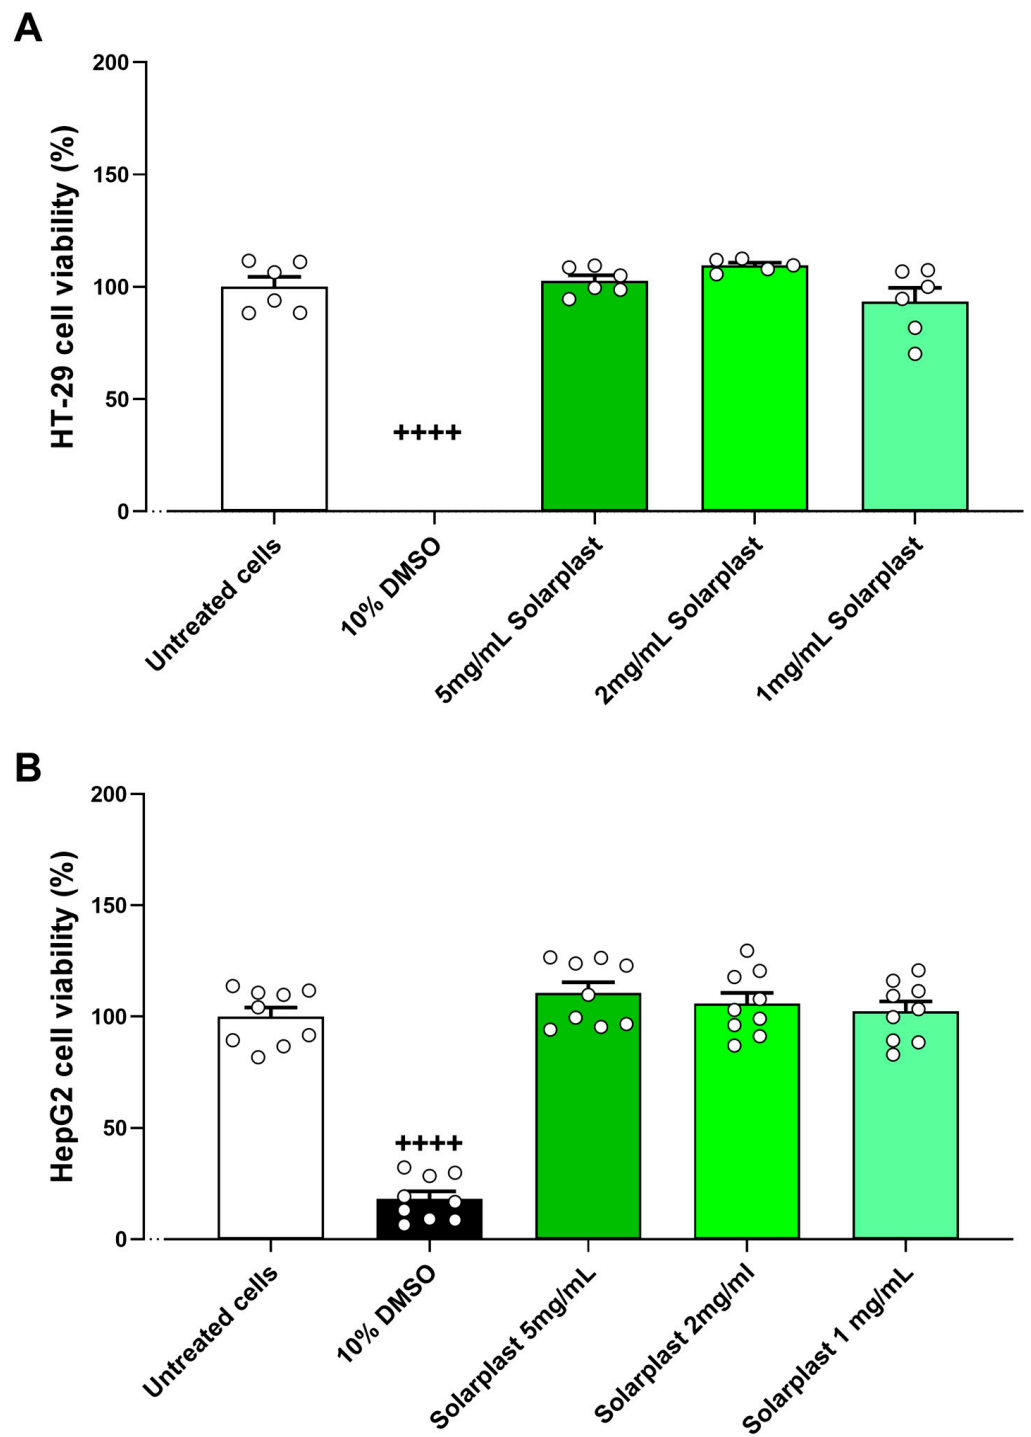 A
HT-29 cell viability (%)
200
150
100
50
0
++++
Untreated cells
10% DMSO
5mg/mL Solarplast
2mg/mL Solarplast
1mg/mL Solarplast
B
HepG2 cell viability (%)
200
150
100
50
0
++++
Untreated cells
10% DMSO
Solarplast 5mg/mL
Solarplast 2mg/ml
Solarplast 1 mg/mL